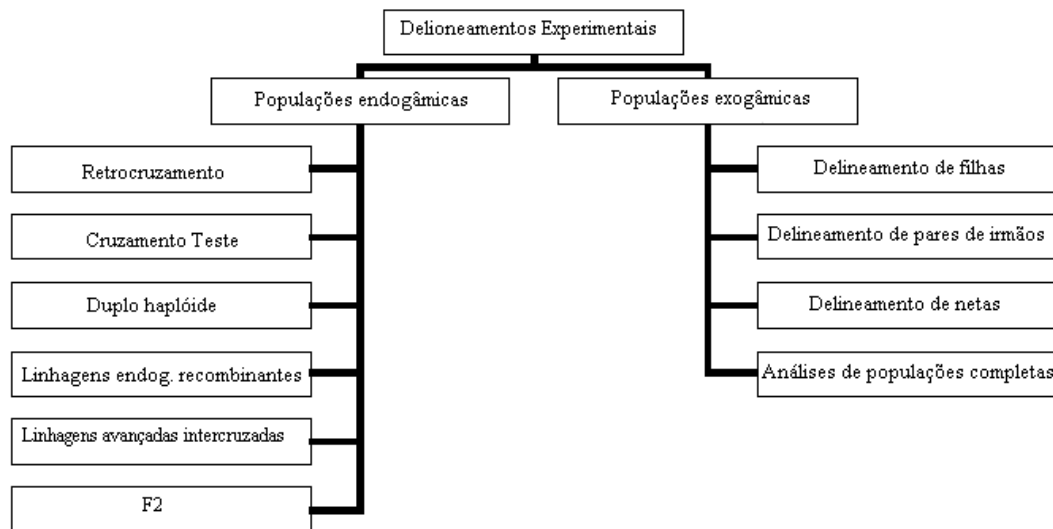 Delioneamentos Experimentais
Populações endogâmicas
Populações exogâmicas
Retrocruzamento
Cruzamento Teste
Duplo haplóide
Linhagens endog. recombinantes
Linhagens avançadas intercruzadas
F2
Delineamento de filhas
Delineamento de pares de irmãos
Delineamento de netas
Análises de populações completas